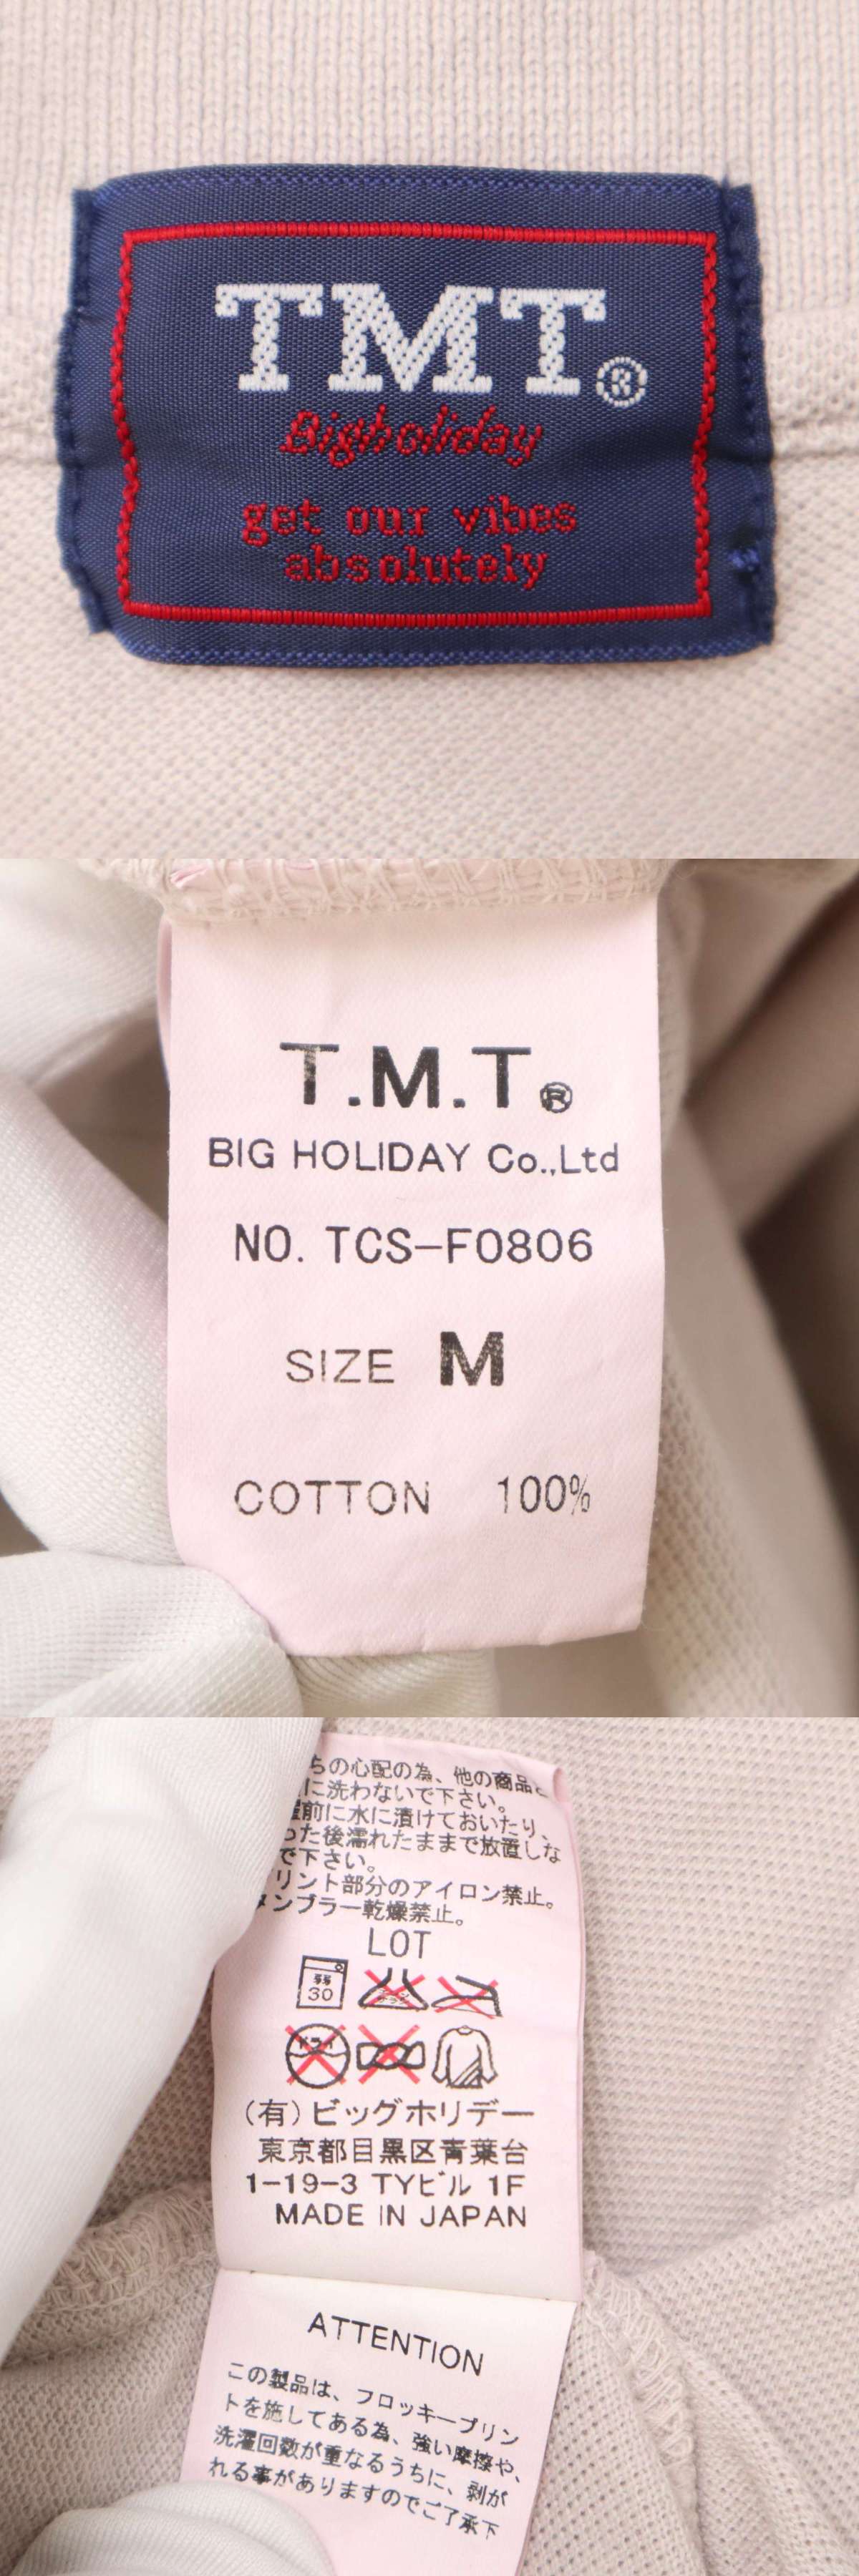 TMT®
Bigholiday
get our vibes
absolutely
T.M.T®
BIG HOLIDAY Co.,Ltd
NO. TCS-F0806
SIZE M
COTTON 100%
ちの心配の為、他の商品と
に洗わないで下さい。
前に水に漬けておいたり、
った後濡れたままで放置しな
で下さい。
リント部分のアイロン禁止。
ンブラー乾燥禁止。
LOT
弱
30
ドライ
(有)ビッグホリデー
東京都目黒区青葉台
1-19-3 TYビル 1F
MADE IN JAPAN
ATTENTION
この製品は、フロッキープリン
トを施してある為、強い摩擦や、
洗濯回数が重なるうちに、剥が
れる事がありますのでご了承下